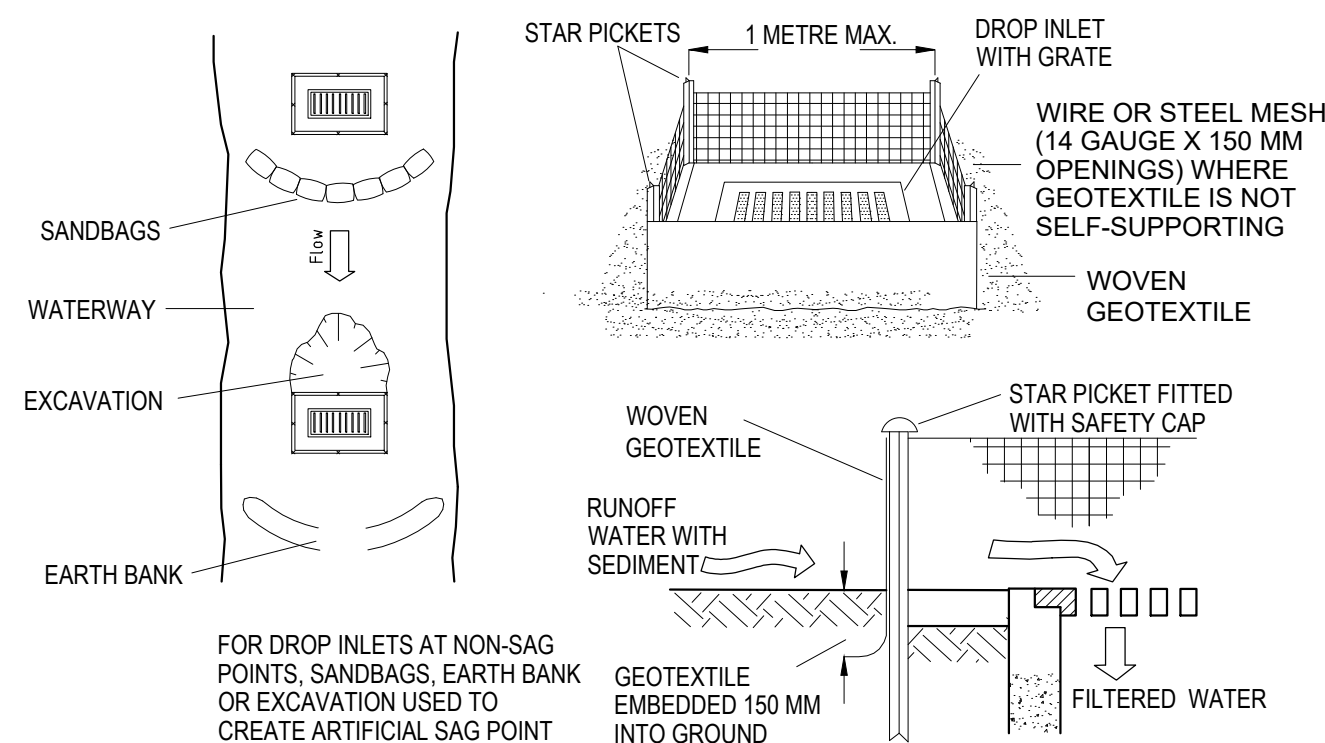 SANDBAGS
Flow
WATERWAY
EXCAVATION
EARTH BANK
FOR DROP INLETS AT NON-SAG
POINTS, SANDBAGS, EARTH BANK
OR EXCAVATION USED TO
CREATE ARTIFICIAL SAG POINT
STAR PICKETS
1 METRE MAX.
DROP INLET
WITH GRATE
WIRE OR STEEL MESH
(14 GAUGE X 150 MM
OPENINGS) WHERE
GEOTEXTILE IS NOT
SELF-SUPPORTING
WOVEN
GEOTEXTILE
WOVEN
GEOTEXTILE
STAR PICKET FITTED
WITH SAFETY CAP
RUNOFF
WATER WITH
SEDIMENT
GEOTEXTILE
EMBEDDED 150 MM
INTO GROUND
FILTERED WATER